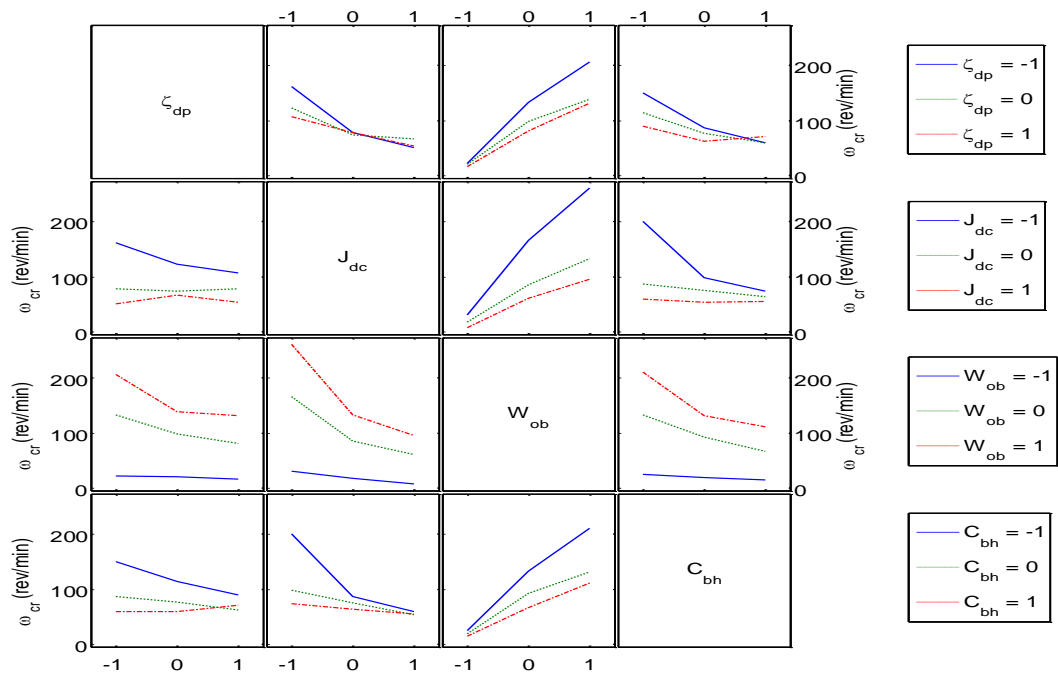 -1 0 1 -1 0 1 -1 0 1
ζdp
200
100
0
ωcr (rev/min)
ζdp = -1
ζdp = 0
ζdp = 1
200
100
0
ωcr (rev/min)
Jdc
200
100
0
ωcr (rev/min)
Jdc = -1
Jdc = 0
Jdc = 1
200
100
0
ωcr (rev/min)
Wob
200
100
0
ωcr (rev/min)
Wob = -1
Wob = 0
Wob = 1
200
100
0
ωcr (rev/min)
Cbh
Cbh = -1
Cbh = 0
Cbh = 1
-1 0 1 -1 0 1 -1 0 1